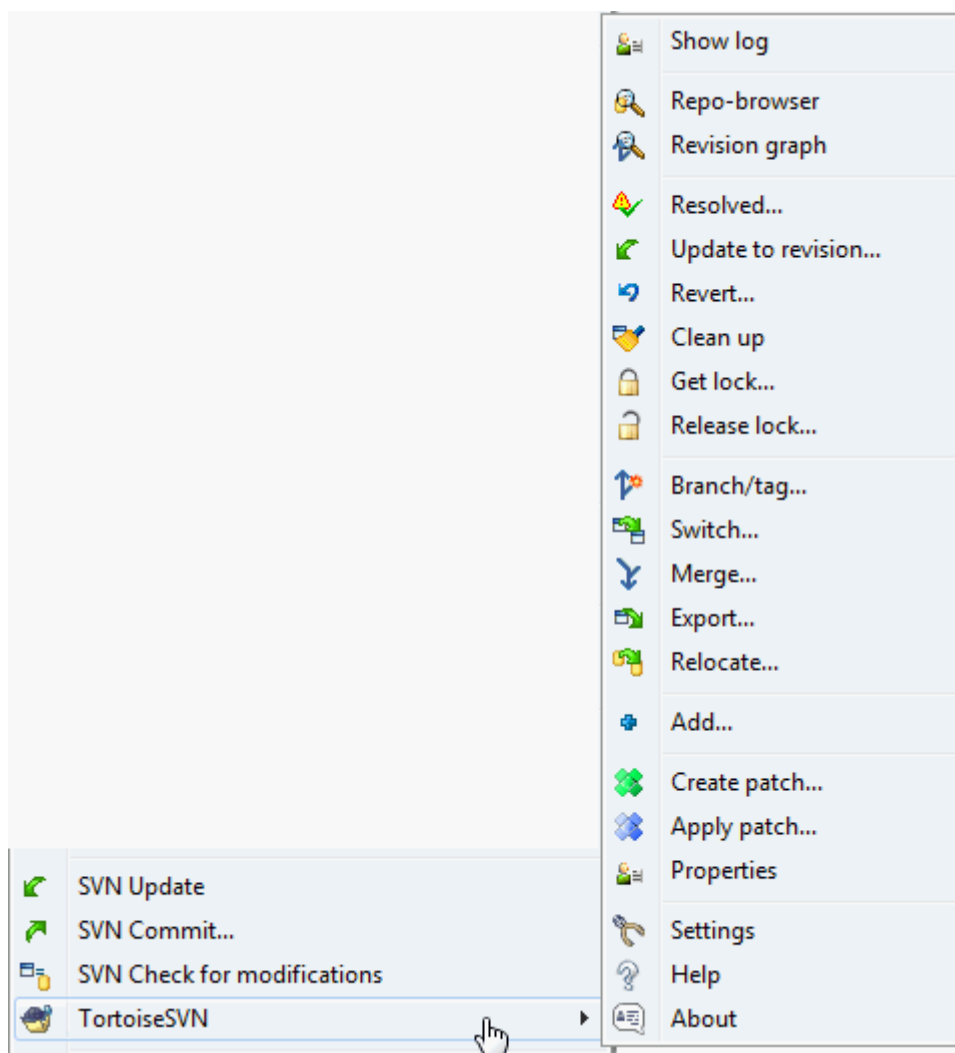 Show log
Repo-browser
Revision graph
Resolved...
Update to revision...
Revert...
Clean up
Get lock...
Release lock...
Branch/tag...
Switch...
Merge...
Export...
Relocate...
Add...
Create patch...
Apply patch...
Properties
Settings
Help
About
SVN Update
SVN Commit...
SVN Check for modifications
TortoiseSVN